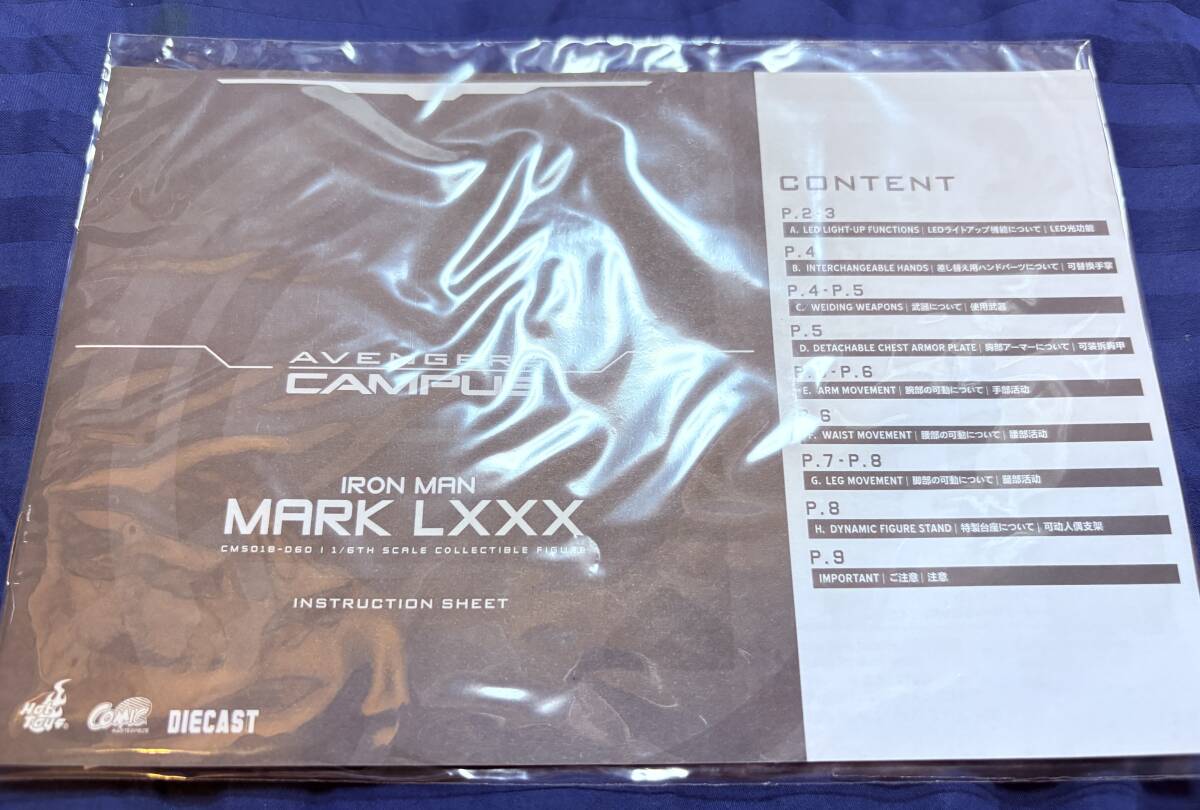 AVENGERS
CAMPUS
IRON MAN
MARK LXXX
CMS018-D60 | 1/6TH SCALE COLLECTIBLE FIGURE
INSTRUCTION SHEET
Hot Toys
COMIC MASTERPIECE
DIECAST
CONTENT
P.2-3
A. LED LIGHT-UP FUNCTIONS | LEDライトアップ機能について | LED光功能
P.4
B. INTERCHANGEABLE HANDS | 差し替え用ハンドパーツについて | 可替換手掌
P.4-P.5
C. WEIDING WEAPONS | 武器について | 使用武器
P.5
D. DETACHABLE CHEST ARMOR PLATE | 胸部アーマーについて | 可装拆胸甲
-P.6
E. ARM MOVEMENT | 腕部の可動について | 手部活动
6
F. WAIST MOVEMENT | 腰部の可動について | 腰部活动
P.7-P.8
G. LEG MOVEMENT | 脚部の可動について | 腿部活动
P.8
H. DYNAMIC FIGURE STAND | 特製台座について | 可动人偶支架
P.9
IMPORTANT | ご注意 | 注意